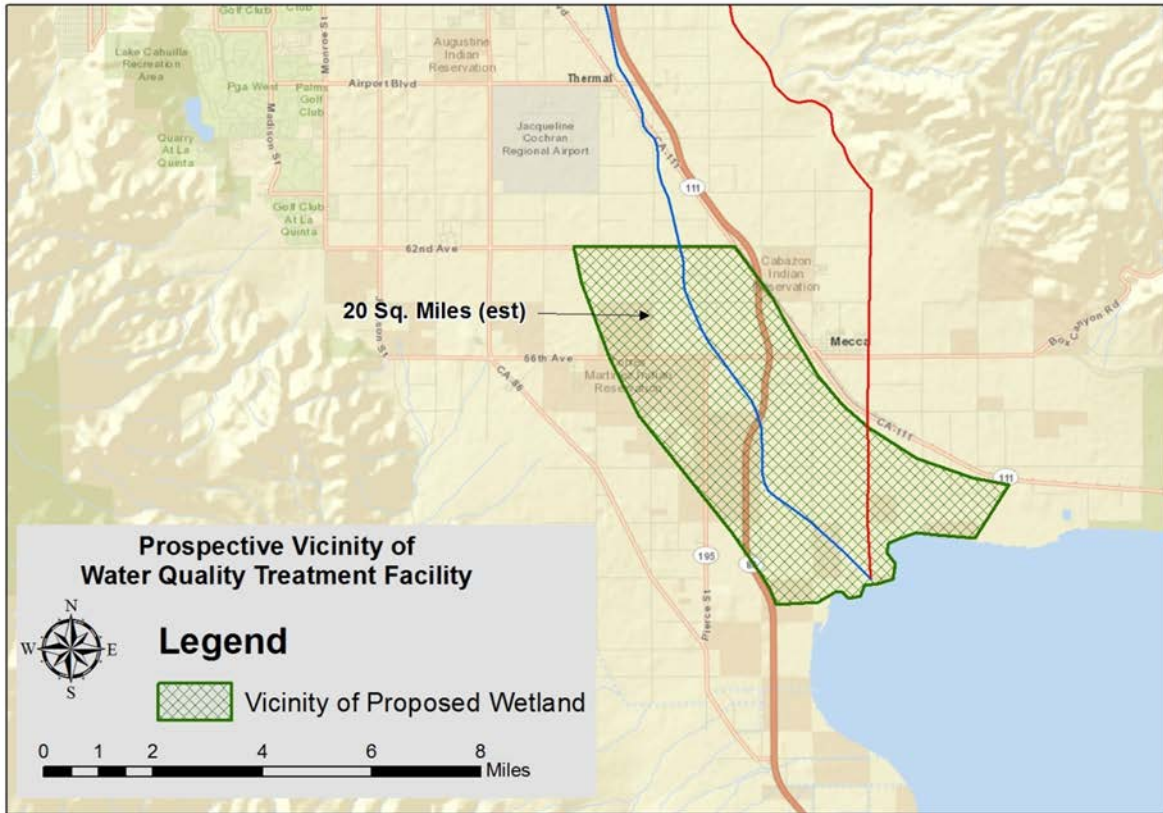 Golf Club
Club
Monroe St
Blvd
Lake Cahuilla
Recreation
Area
Augustine
Indian
Reservation
Pga West
Palms
Golf
Club
Airport Blvd
Thermal
Madison St
Jacqueline
Cochran
Regional Airport
Quarry
At La
Quinta
CA-111
111
Golf Club
At La
Quinta
62nd Ave
Cabazon
Indian
Reservation
20 Sq. Miles (est)
Mecca
Box Canyon Rd
66th Ave
Martinez Indian
Reservation
CA-86
CA-111
111
195
Pierce St
Prospective Vicinity of
Water Quality Treatment Facility
N
W E
S
Legend
Vicinity of Proposed Wetland
0 1 2 4 6 8
Miles